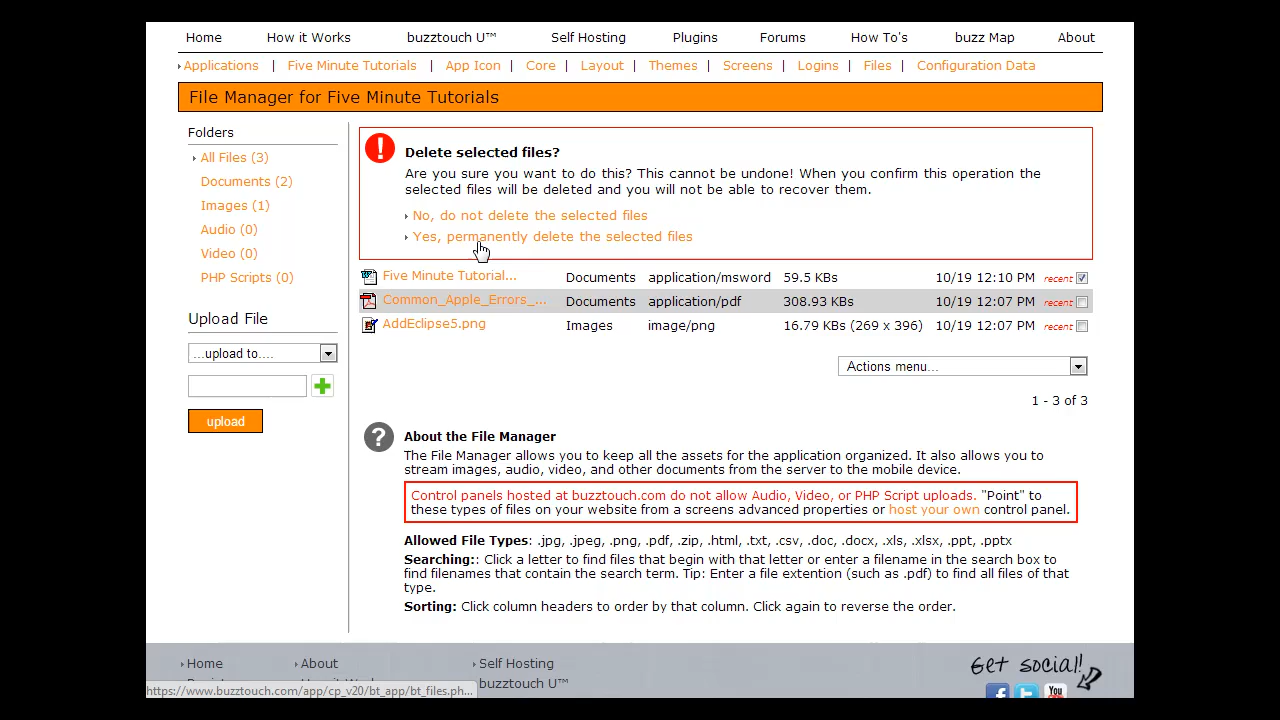 Home How it Works buzztouch U™ Self Hosting Plugins Forums How To's buzz Map About
Applications | Five Minute Tutorials | App Icon | Core | Layout | Themes | Screens | Logins | Files | Configuration Data
File Manager for Five Minute Tutorials
Folders
All Files (3)
Documents (2)
Images (1)
Audio (0)
Video (0)
PHP Scripts (0)
Upload File
...upload to....
upload
Delete selected files?
Are you sure you want to do this? This cannot be undone! When you confirm this operation the
selected files will be deleted and you will not be able to recover them.
No, do not delete the selected files
Yes, permanently delete the selected files
Five Minute Tutorial... Documents application/msword 59.5 KBs 10/19 12:10 PM recent
Common_Apple_Errors_... Documents application/pdf 308.93 KBs 10/19 12:07 PM recent
AddEclipse5.png Images image/png 16.79 KBs (269 x 396) 10/19 12:07 PM recent
Actions menu...
1 - 3 of 3
About the File Manager
The File Manager allows you to keep all the assets for the application organized. It also allows you to
stream images, audio, video, and other documents from the server to the mobile device.
Control panels hosted at buzztouch.com do not allow Audio, Video, or PHP Script uploads. "Point" to
these types of files on your website from a screens advanced properties or host your own control panel.
Allowed File Types: .jpg, .jpeg, .png, .pdf, .zip, .html, .txt, .csv, .doc, .docx, .xls, .xlsx, .ppt, .pptx
Searching:: Click a letter to find files that begin with that letter or enter a filename in the search box to
find filenames that contain the search term. Tip: Enter a file extention (such as .pdf) to find all files of that
type.
Sorting: Click column headers to order by that column. Click again to reverse the order.
Home About Self Hosting Get social!
buzztouch U™ You
https://www.buzztouch.com/app/cp_v20/bt_app/bt_files.ph...